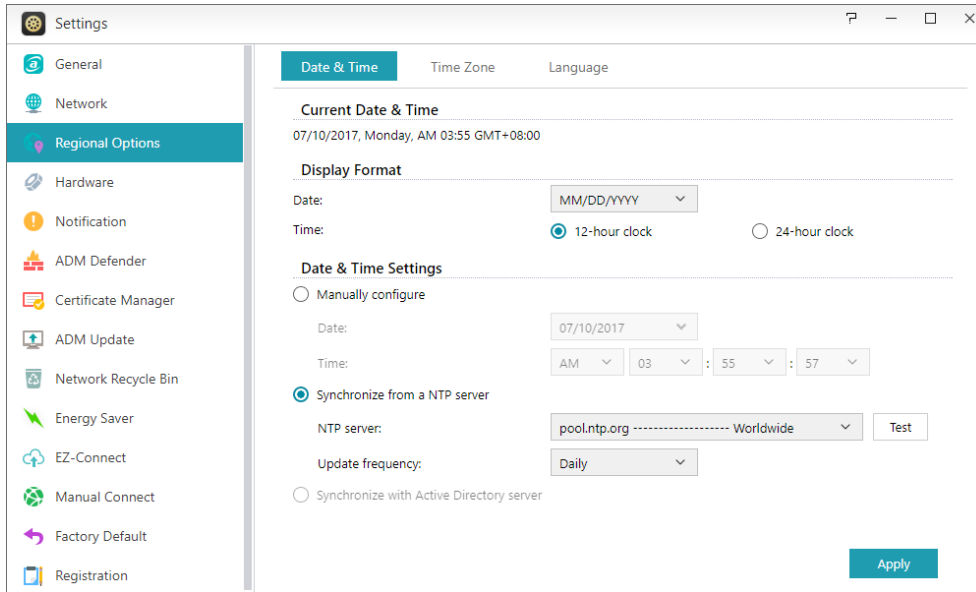 Settings
General
Network
Regional Options
Hardware
Notification
ADM Defender
Certificate Manager
ADM Update
Network Recycle Bin
Energy Saver
EZ-Connect
Manual Connect
Factory Default
Registration
Date & Time Time Zone Language
Current Date & Time
07/10/2017, Monday, AM 03:55 GMT+08:00
Display Format
Date: MM/DD/YYYY
Time: 12-hour clock 24-hour clock
Date & Time Settings
Manually configure
Date: 07/10/2017
Time: AM 03 : 55 : 57
Synchronize from a NTP server
NTP server: pool.ntp.org ------------------- Worldwide Test
Update frequency: Daily
Synchronize with Active Directory server
Apply